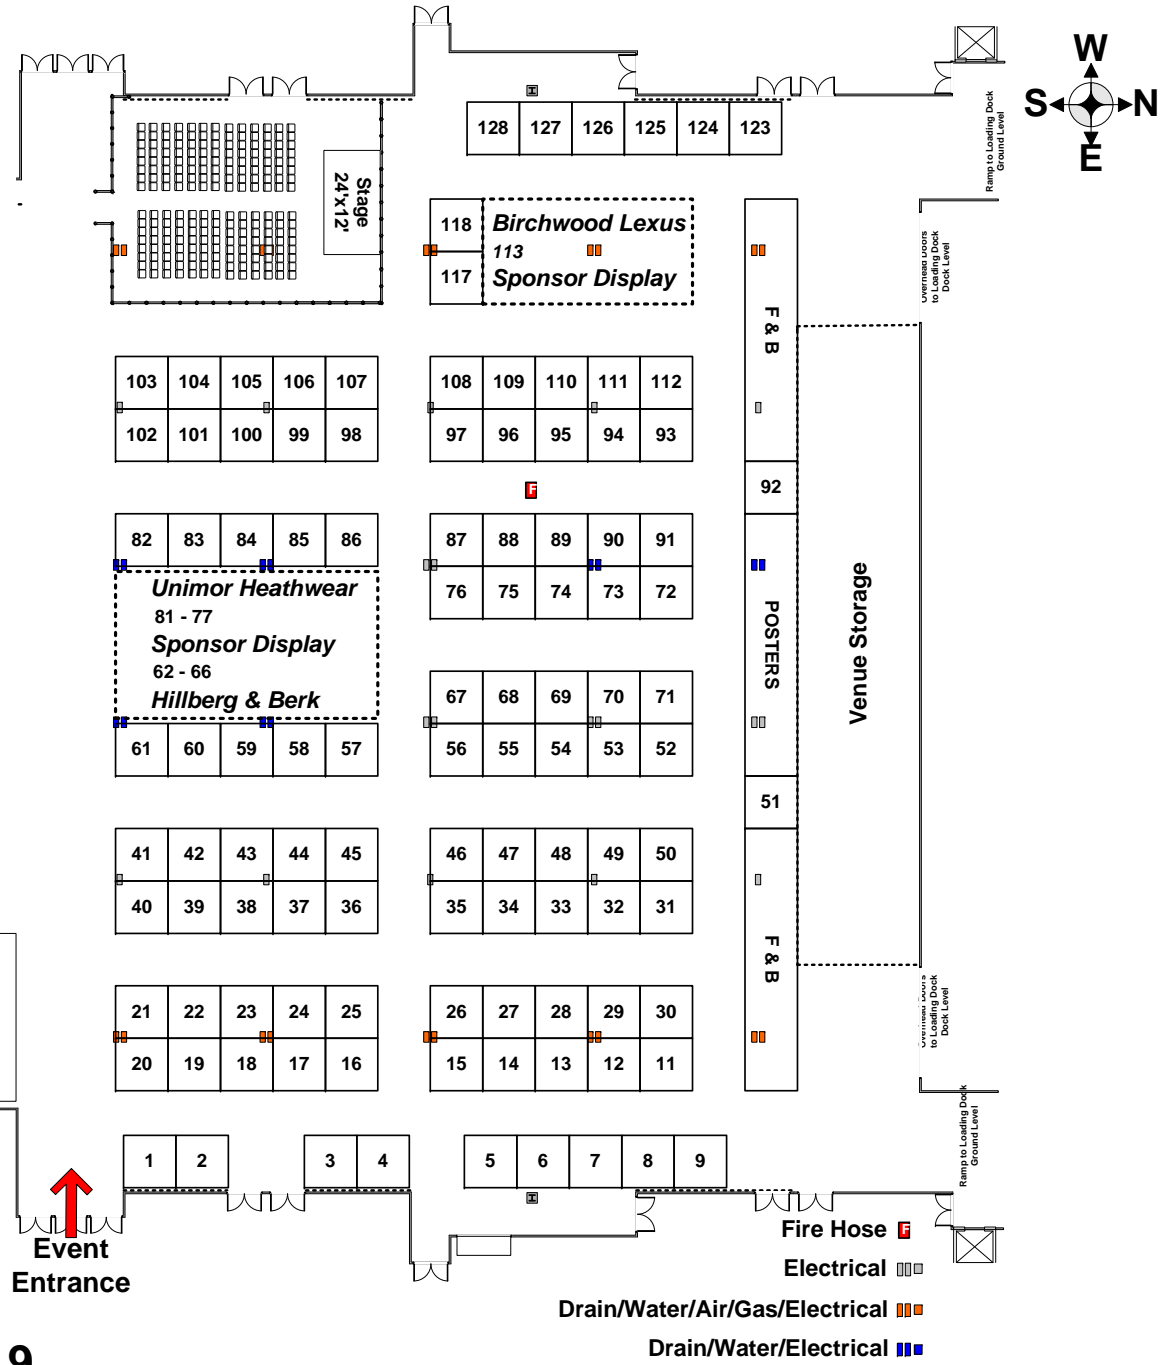 W
S N
E
Ramp to Loading Dock
Ground Level
128 127 126 125 124 123
Stage
24'x12'
118
117
Birchwood Lexus
113
Sponsor Display
Overhead Doors
to Loading Dock
Dock Level
F & B
103 104 105 106 107
102 101 100 99 98
108 109 110 111 112
97 96 95 94 93
F
92
82 83 84 85 86
Unimor Heathwear
81 - 77
Sponsor Display
62 - 66
Hillberg & Berk
61 60 59 58 57
87 88 89 90 91
76 75 74 73 72
67 68 69 70 71
56 55 54 53 52
POSTERS
Venue Storage
51
41 42 43 44 45
40 39 38 37 36
46 47 48 49 50
35 34 33 32 31
F & B
21 22 23 24 25
20 19 18 17 16
26 27 28 29 30
15 14 13 12 11
Overhead Doors
to Loading Dock
Dock Level
Ramp to Loading Dock
Ground Level
1 2 3 4 5 6 7 8 9
Event
Entrance
Fire Hose F
Electrical
Drain/Water/Air/Gas/Electrical
Drain/Water/Electrical
9